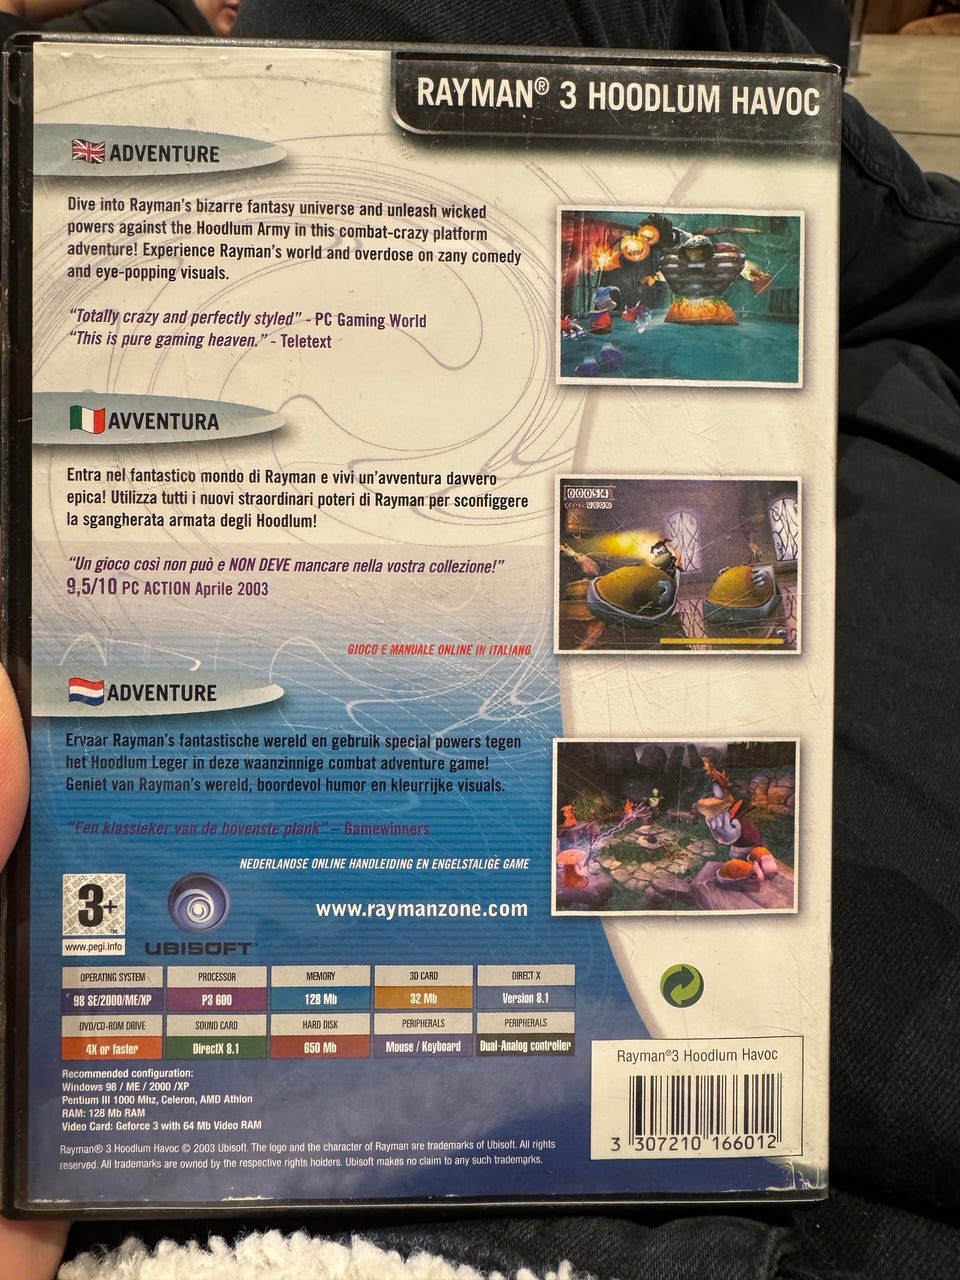 RAYMAN® 3 HOODLUM HAVOC
ADVENTURE
Dive into Rayman's bizarre fantasy universe and unleash wicked
powers against the Hoodlum Army in this combat-crazy platform
adventure! Experience Rayman's world and overdose on zany comedy
and eye-popping visuals.
"Totally crazy and perfectly styled" - PC Gaming World
"This is pure gaming heaven." - Teletext
AVVENTURA
Entra nel fantastico mondo di Rayman e vivi un'avventura davvero
epica! Utilizza tutti i nuovi straordinari poteri di Rayman per sconfiggere
la sgangherata armata degli Hoodlum!
"Un gioco così non può e NON DEVE mancare nella vostra collezione!"
9,5/10 PC ACTION Aprile 2003
GIOCO E MANUALE ONLINE IN ITALIANO
00054
ADVENTURE
Ervaar Rayman's fantastische wereld en gebruik special powers tegen
het Hoodlum Leger in deze waanzinnige combat adventure game!
Geniet van Rayman's wereld, boordevol humor en kleurrijke visuals.
"Een klassieker van de bovenste plank" – Gamewinners
NEDERLANDSE ONLINE HANDLEIDING EN ENGELSTALIGE GAME
3+
www.pegi.info
UBISOFT™
www.raymanzone.com
OPERATING SYSTEM PROCESSOR MEMORY 3D CARD DIRECT X
98 SE/2000/ME/XP P3 600 128 Mb 32 Mb Version 8.1
DVD/CD-ROM DRIVE SOUND CARD HARD DISK PERIPHERALS PERIPHERALS
4X or faster DirectX 8.1 650 Mb Mouse / Keyboard Dual-Analog controller
Recommended configuration:
Windows 98 / ME / 2000 /XP
Pentium III 1000 Mhz, Celeron, AMD Athlon
RAM: 128 Mb RAM
Video Card: Geforce 3 with 64 Mb Video RAM
Rayman® 3 Hoodlum Havoc © 2003 Ubisoft. The logo and the character of Rayman are trademarks of Ubisoft. All rights
reserved. All trademarks are owned by the respective rights holders. Ubisoft makes no claim to any such trademarks.
Rayman®3 Hoodlum Havoc
3 307210 166012